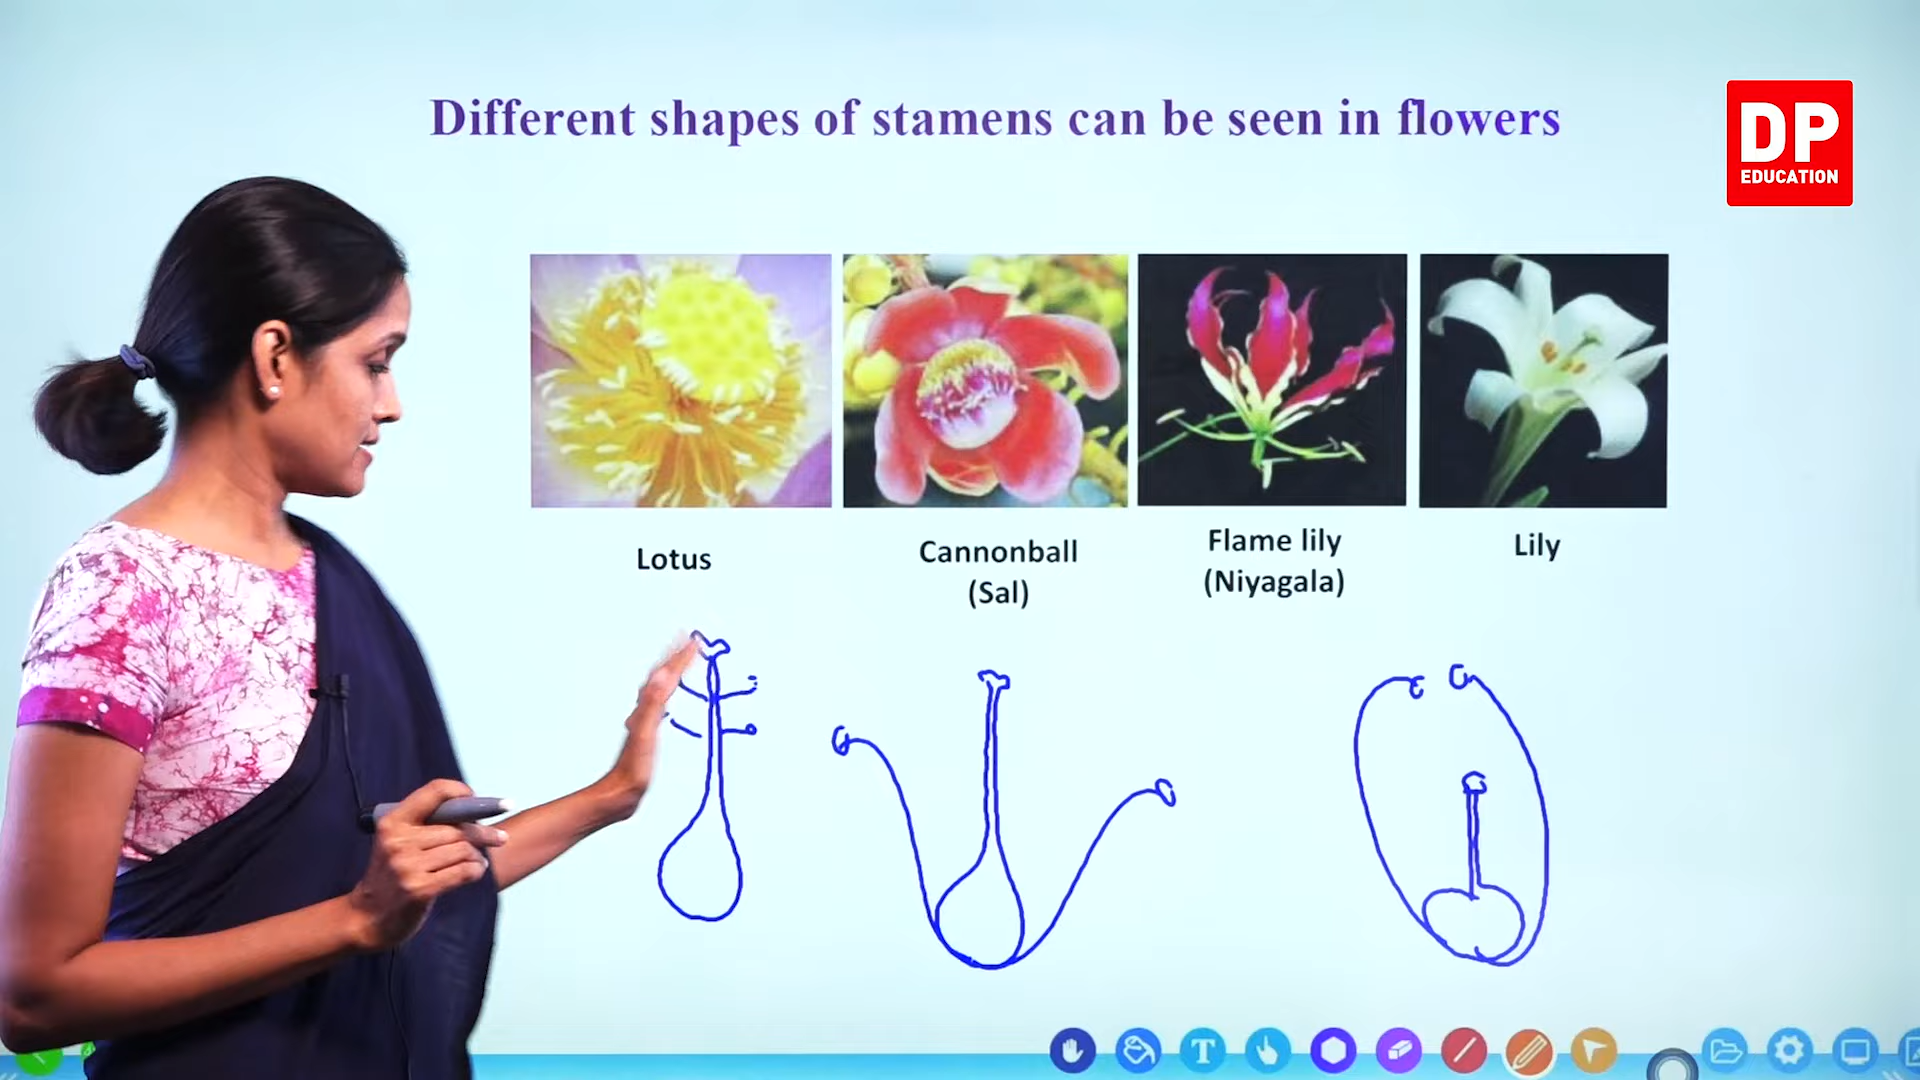 Different shapes of stamens can be seen in flowers
DP
EDUCATION
Lotus
Cannonball
(Sal)
Flame lily
(Niyagala)
Lily
T